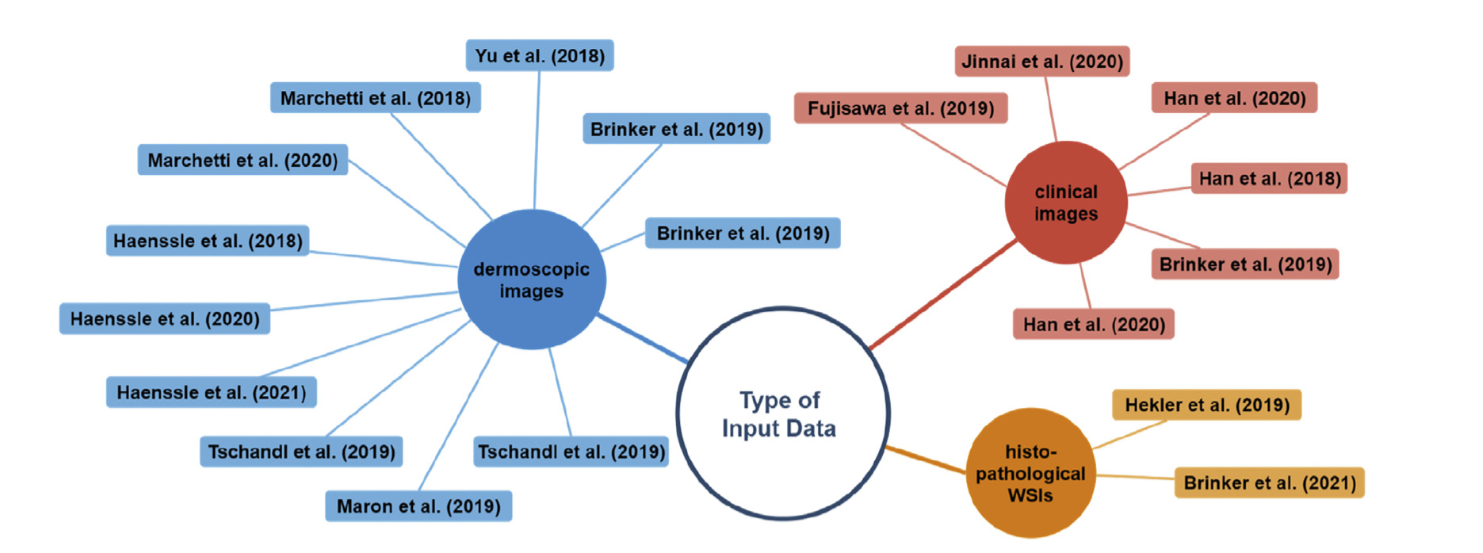 Yu et al. (2018)
Marchetti et al. (2018)
Brinker et al. (2019)
Marchetti et al. (2020)
Brinker et al. (2019)
Haenssle et al. (2018)
dermoscopic
images
Haenssle et al. (2020)
Haenssle et al. (2021)
Tschandl et al. (2019)
Tschandl et al. (2019)
Maron et al. (2019)
Type of
Input Data
Jinnai et al. (2020)
Fujisawa et al. (2019)
Han et al. (2020)
Han et al. (2018)
clinical
images
Brinker et al. (2019)
Han et al. (2020)
Hekler et al. (2019)
histo-
pathological
WSIs
Brinker et al. (2021)